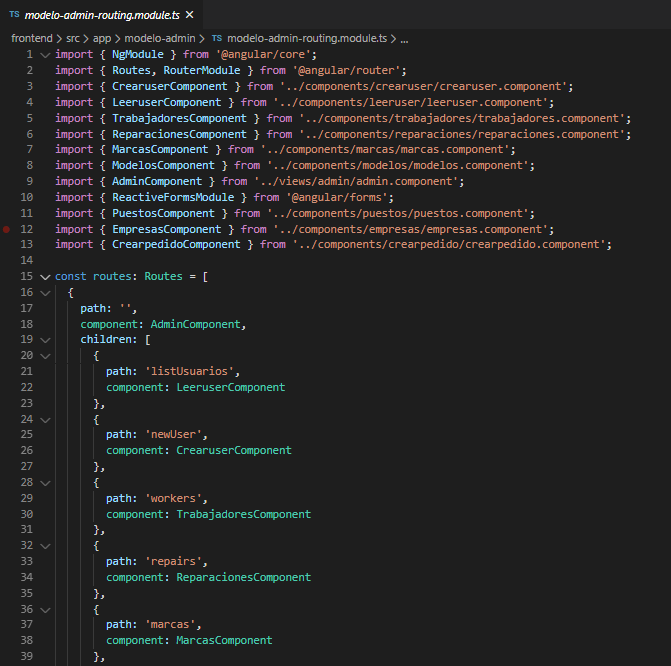 TS modelo-admin-routing.module.ts ×
frontend > src > app > modelo-admin > TS modelo-admin-routing.module.ts > ...
1 import { NgModule } from '@angular/core';
2 import { Routes, RouterModule } from '@angular/router';
3 import { CrearuserComponent } from '../components/crearuser/crearuser.component';
4 import { LeeruserComponent } from '../components/leeruser/leeruser.component';
5 import { TrabajadoresComponent } from '../components/trabajadores/trabajadores.component';
6 import { ReparacionesComponent } from '../components/reparaciones/reparaciones.component';
7 import { MarcasComponent } from '../components/marcas/marcas.component';
8 import { ModelosComponent } from '../components/modelos/modelos.component';
9 import { AdminComponent } from '../views/admin/admin.component';
10 import { ReactiveFormsModule } from '@angular/forms';
11 import { PuestosComponent } from '../components/puestos/puestos.component';
12 import { EmpresasComponent } from '../components/empresas/empresas.component';
13 import { CrearpedidoComponent } from '../components/crearpedido/crearpedido.component';
14
15 const routes: Routes = [
16 {
17 path: '',
18 component: AdminComponent,
19 children: [
20 {
21 path: 'listUsuarios',
22 component: LeeruserComponent
23 },
24 {
25 path: 'newUser',
26 component: CrearuserComponent
27 },
28 {
29 path: 'workers',
30 component: TrabajadoresComponent
31 },
32 {
33 path: 'repairs',
34 component: ReparacionesComponent
35 },
36 {
37 path: 'marcas',
38 component: MarcasComponent
39 },